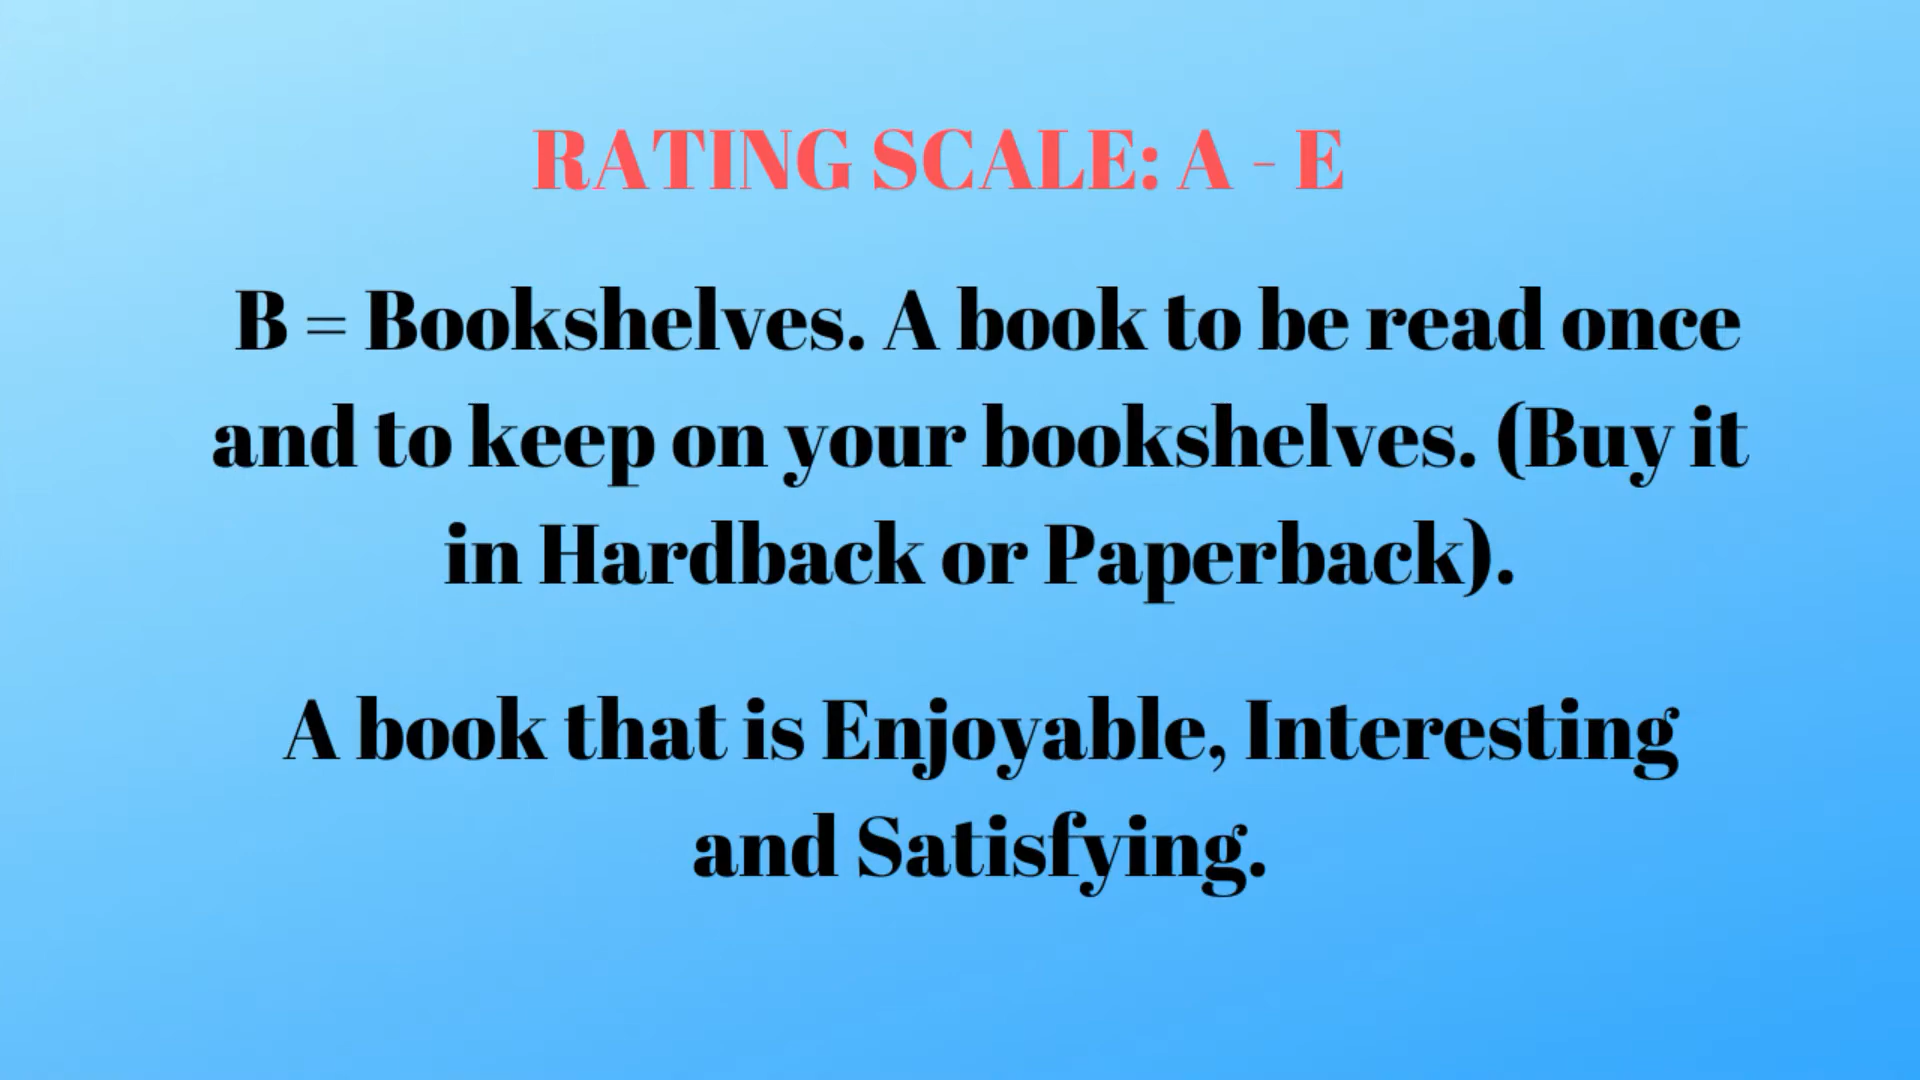 RATING SCALE: A - E
B = Bookshelves. A book to be read once
and to keep on your bookshelves. (Buy it
in Hardback or Paperback).
A book that is Enjoyable, Interesting
and Satisfying.